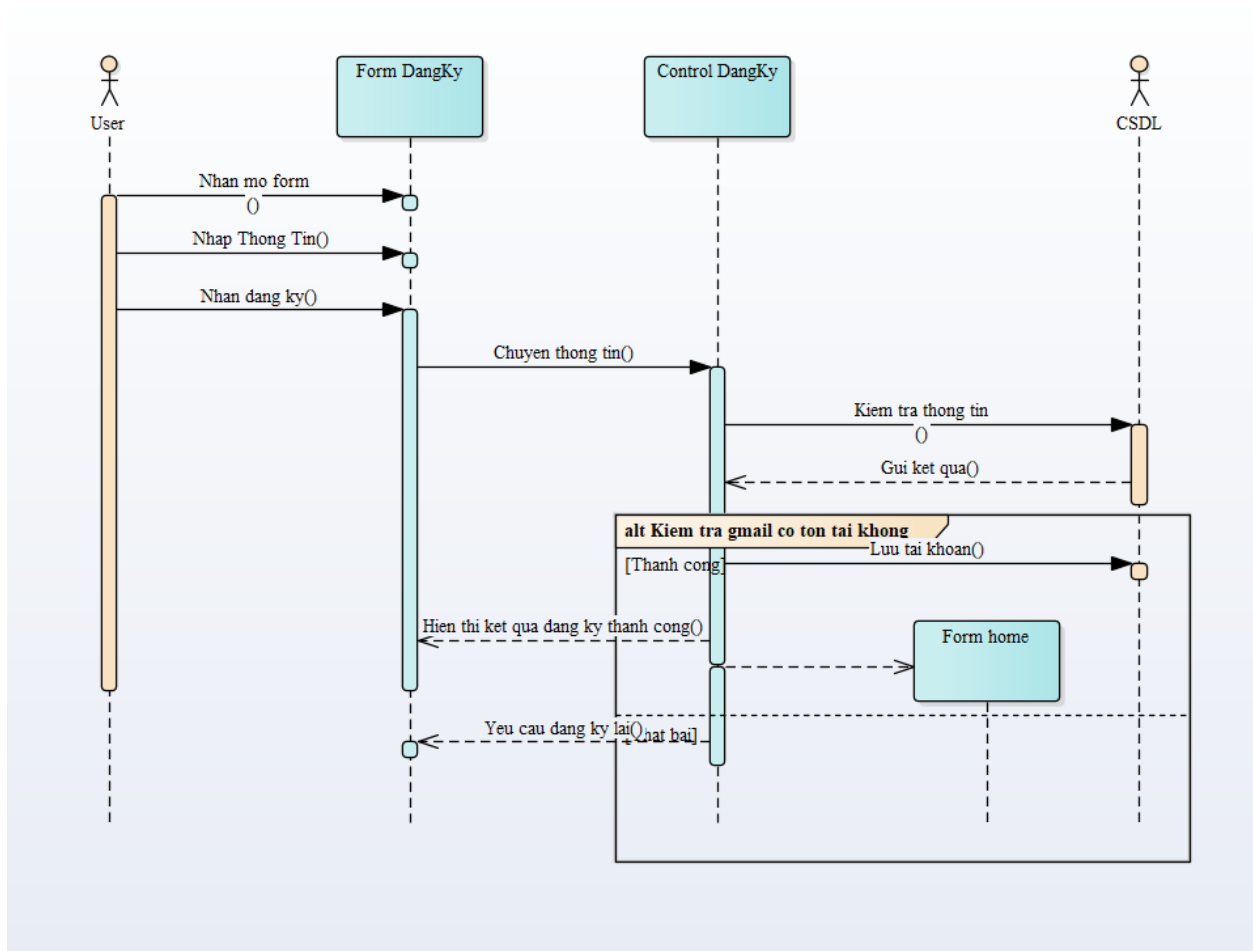 Form DangKy
Control DangKy
User
CSDL
Nhan mo form
()
Nhap Thong Tin()
Nhan dang ky()
Chuyen thong tin()
Kiem tra thong tin
()
Gui ket qua()
alt Kiem tra gmail co ton tai khong
Luu tai khoan()
[Thanh cong]
Hien thi ket qua dang ky thanh cong()
Form home
Yeu cau dang ky lai()
bai]